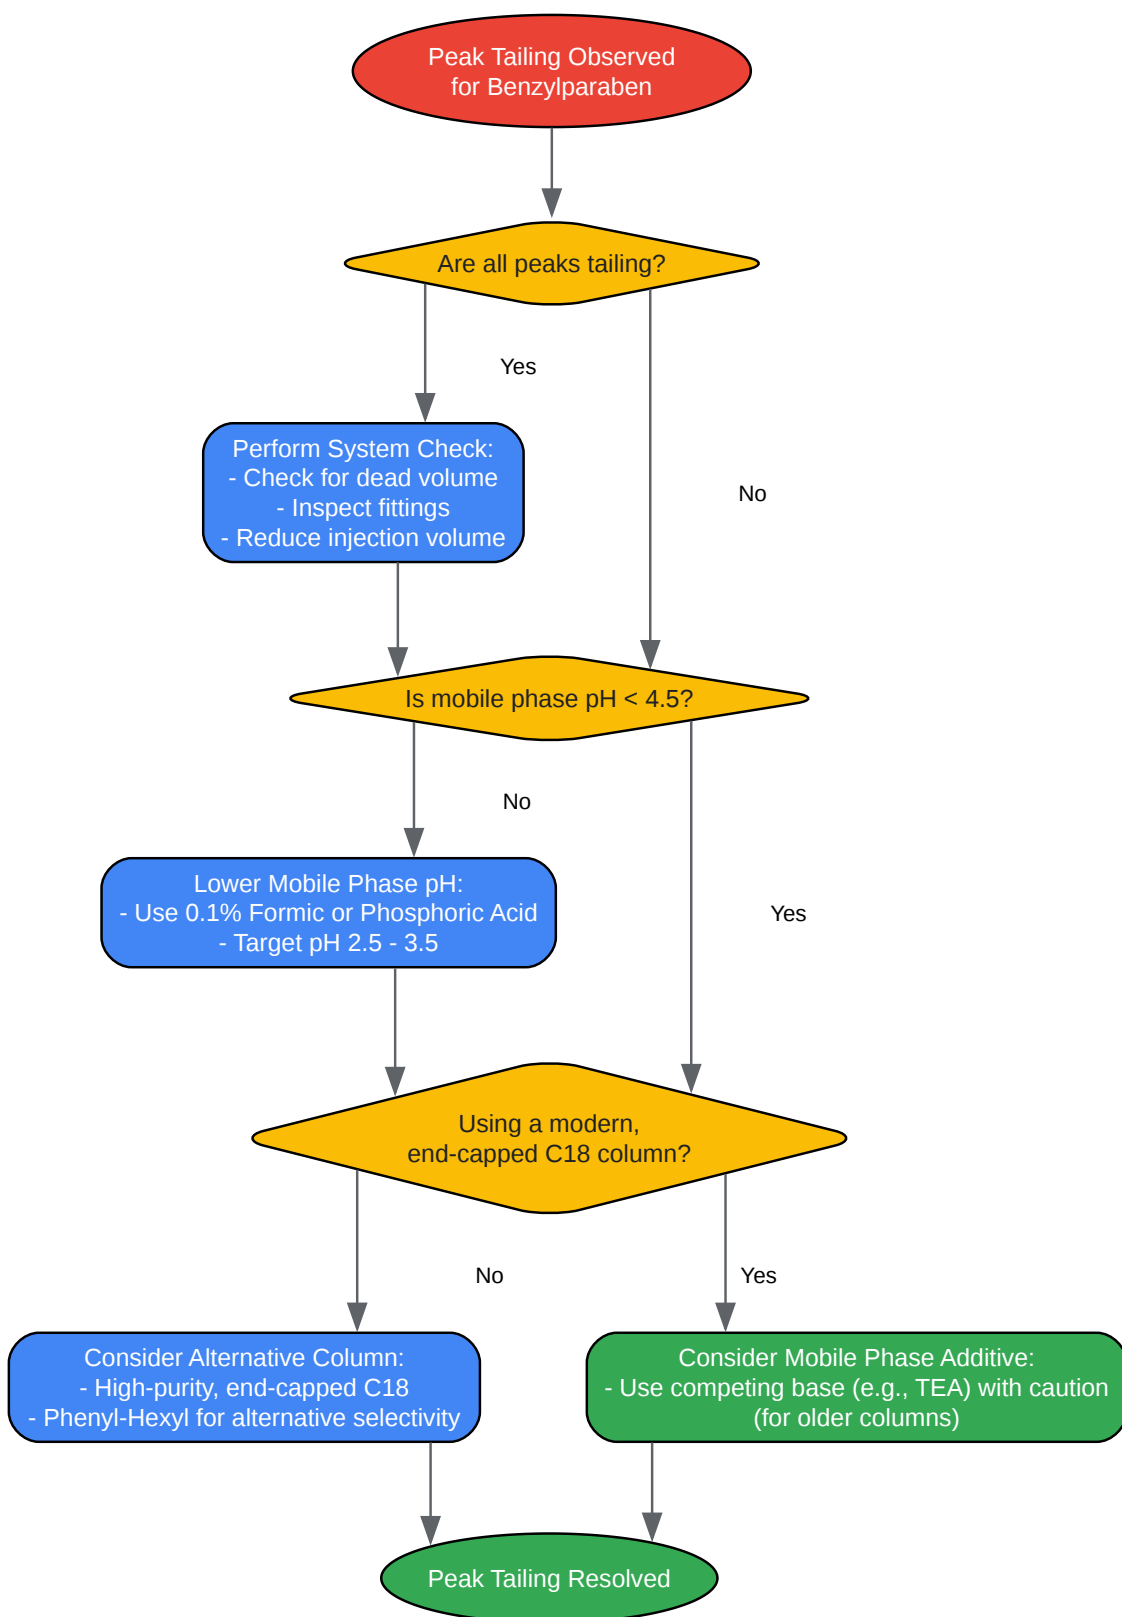 Peak Tailing Observed
for Benzylparaben
Are all peaks tailing?
Yes
Perform System Check:
- Check for dead volume
- Inspect fittings
- Reduce injection volume
No
Is mobile phase pH < 4.5?
No
Lower Mobile Phase pH:
- Use 0.1% Formic or Phosphoric Acid
- Target pH 2.5 - 3.5
Yes
Using a modern,
end-capped C18 column?
No
Yes
Consider Alternative Column:
- High-purity, end-capped C18
- Phenyl-Hexyl for alternative selectivity
Consider Mobile Phase Additive:
- Use competing base (e.g., TEA) with caution
(for older columns)
Peak Tailing Resolved